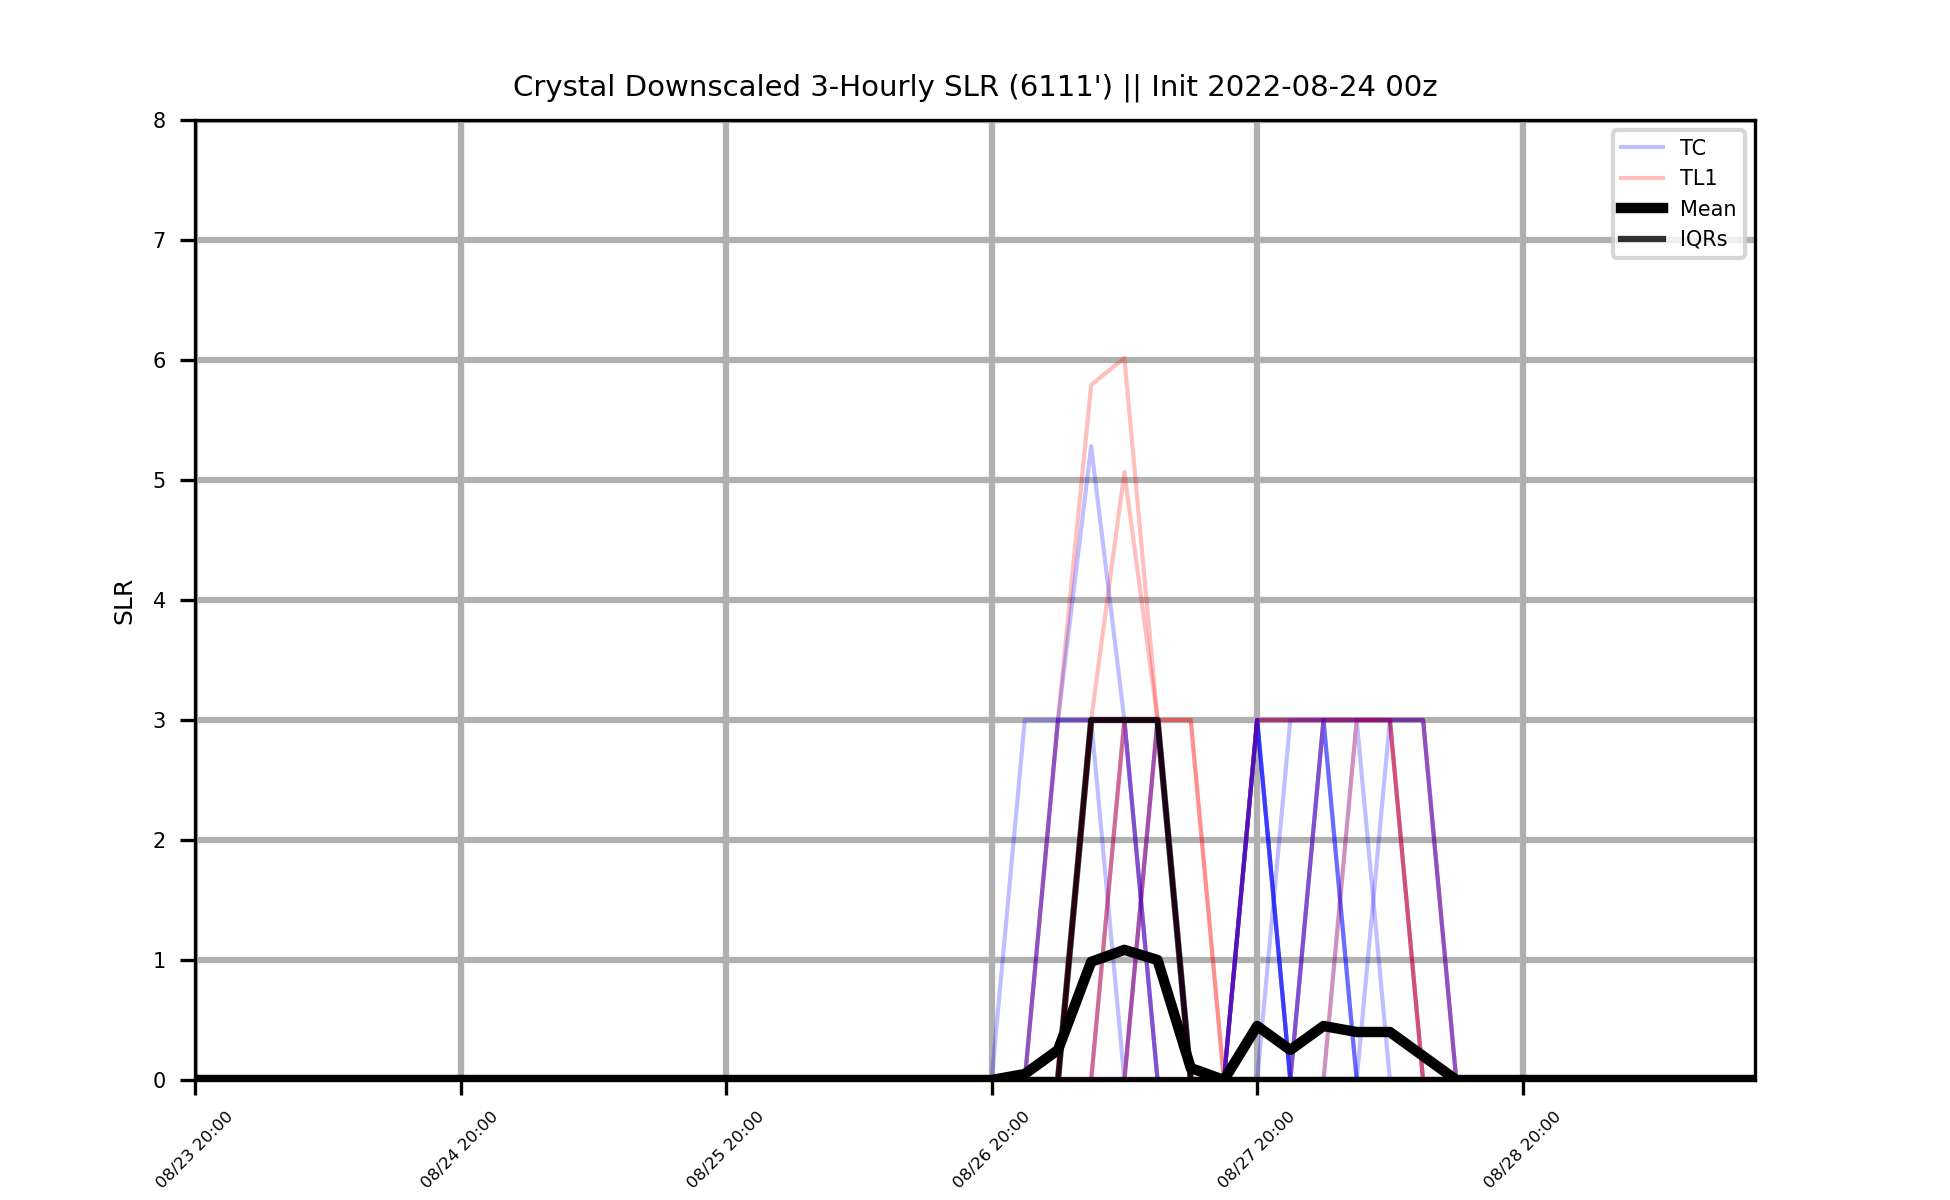 Crystal Downscaled 3-Hourly SLR (6111') || Init 2022-08-24 00z
TC
TL1
Mean
IQRs
SLR
8
7
6
5
4
3
2
1
0
08/23 20:00
08/24 20:00
08/25 20:00
08/26 20:00
08/27 20:00
08/28 20:00